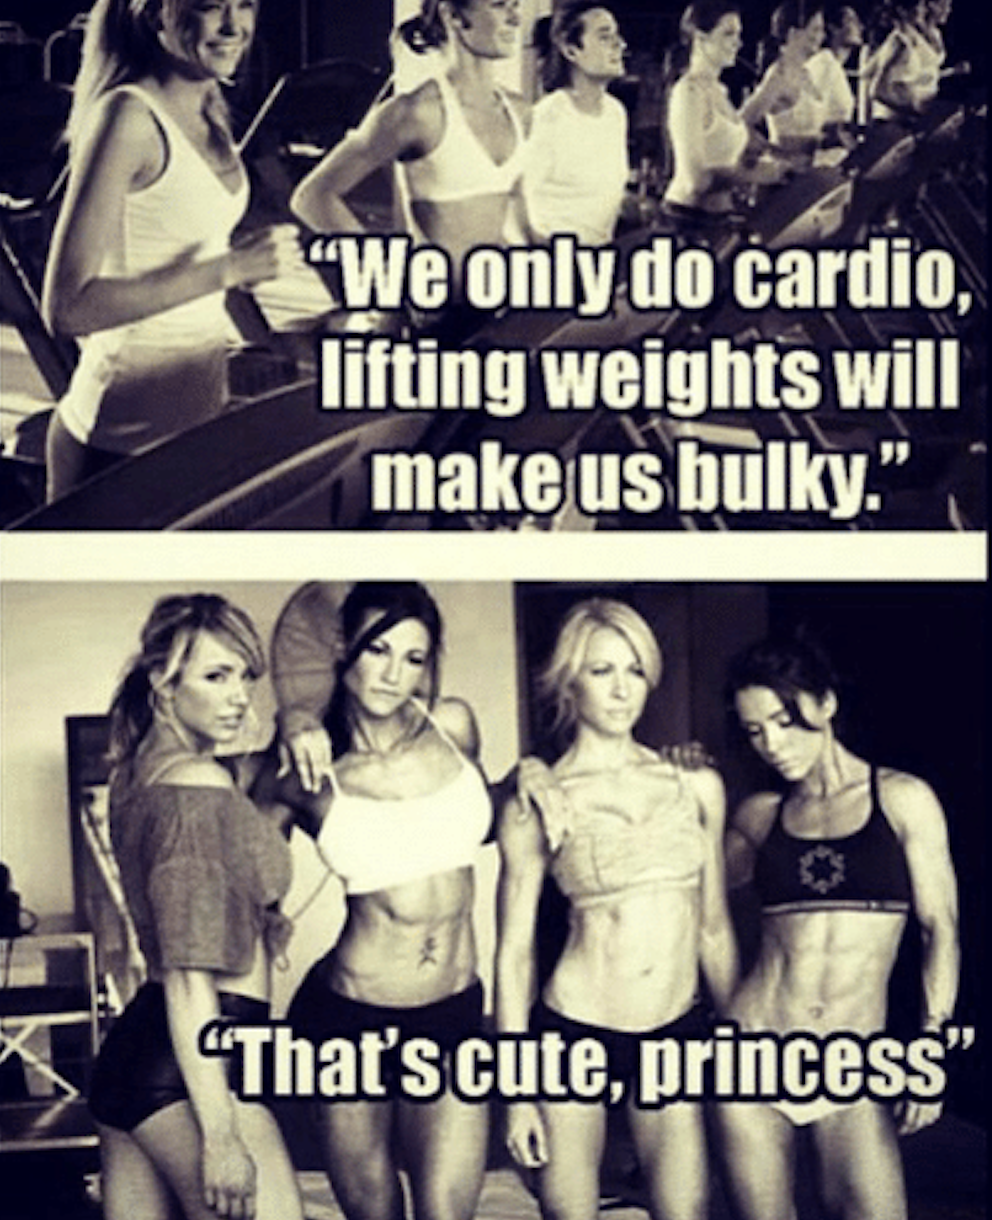 “We only do cardio,
lifting weights will
make us bulky.”
“That’s cute, princess”